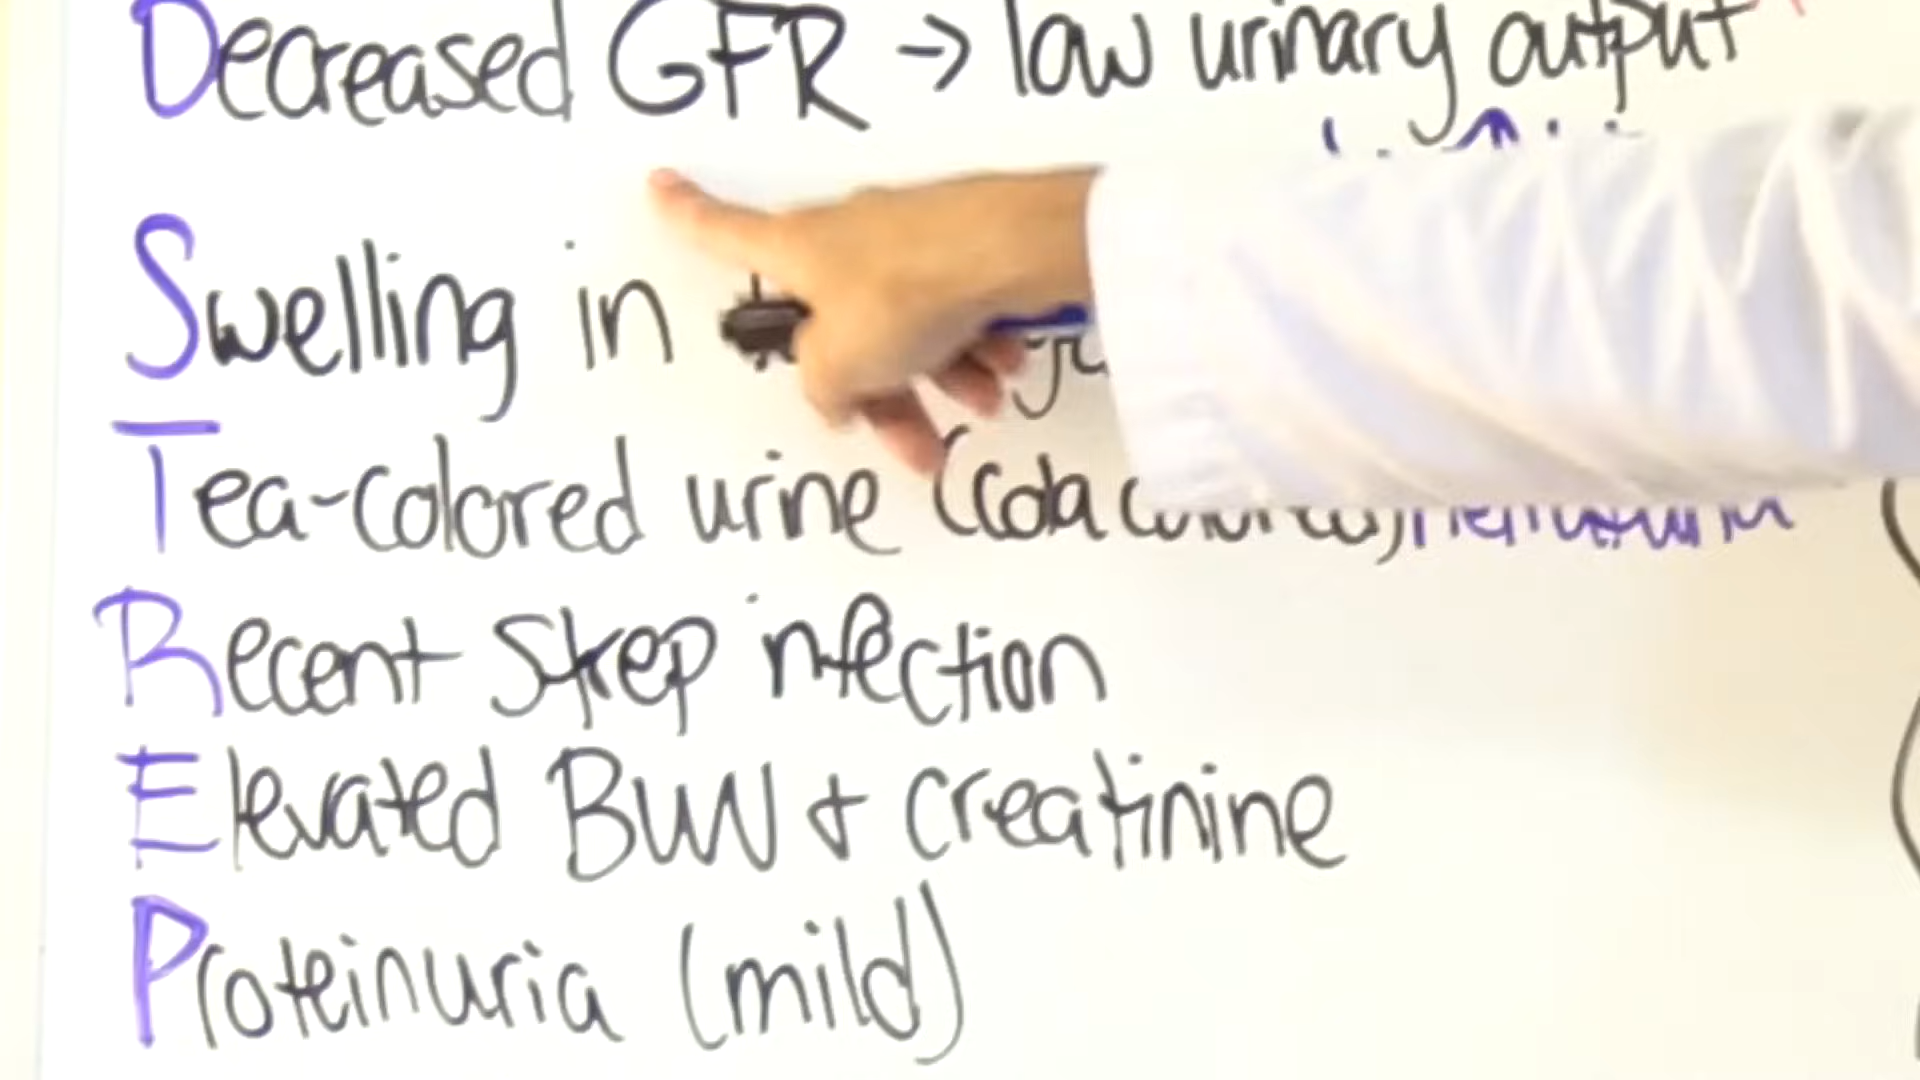 Decreased GFR → low urinary output
Swelling in
Tea-colored urine (Cola
Recent Strep infection
Elevated BUN + creatinine
Proteinuria (mild)